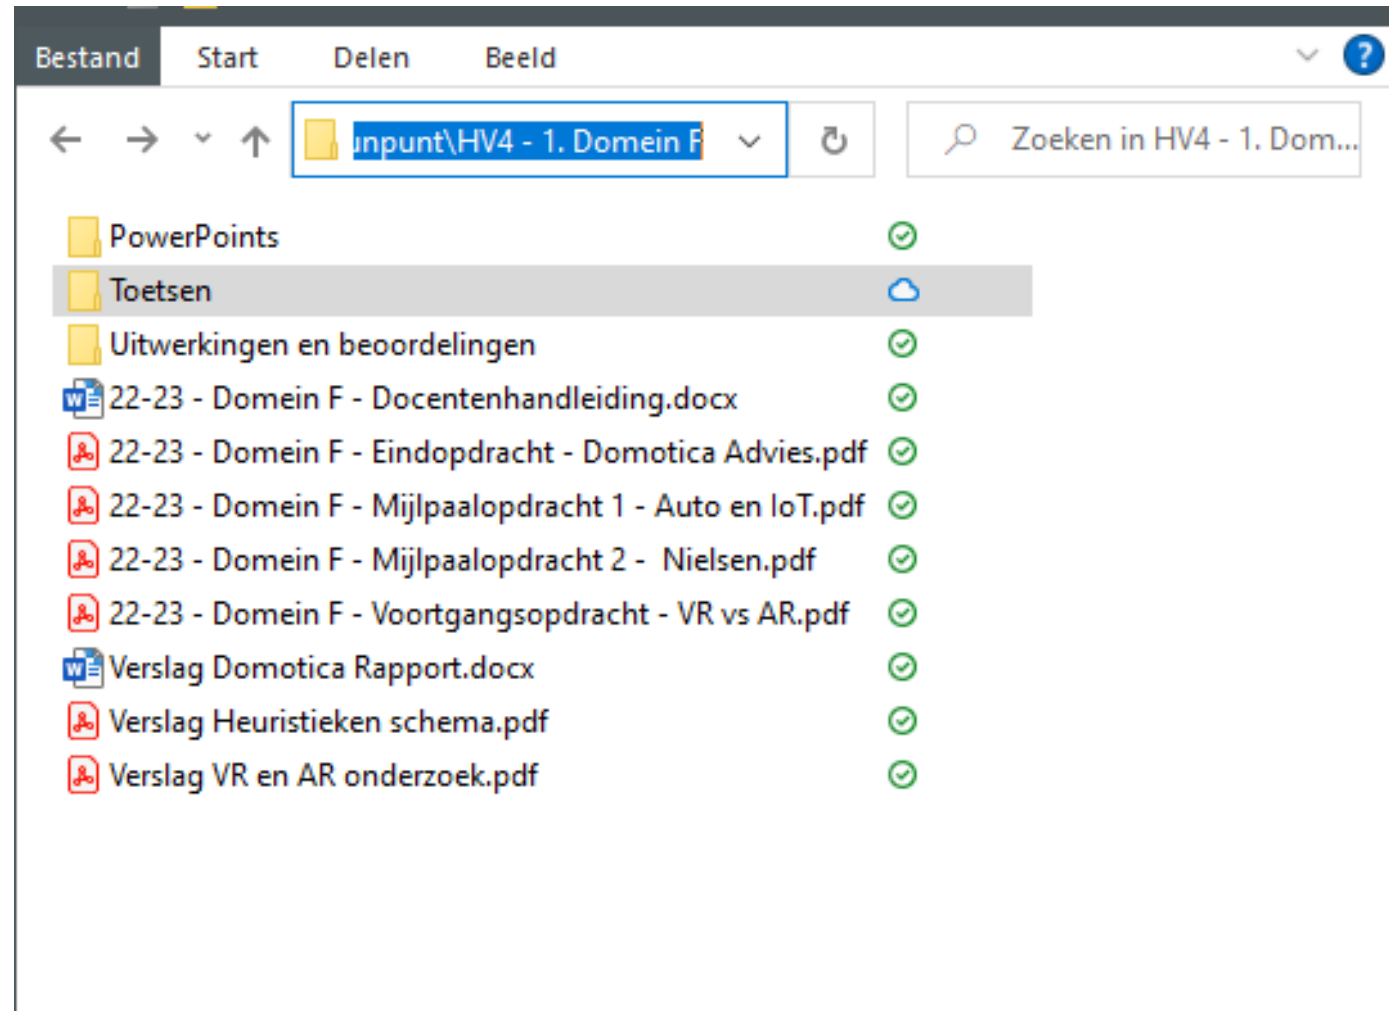 Bestand Start Delen Beeld ?
unpunt\HV4 - 1. Domein F Zoeken in HV4 - 1. Dom...
PowerPoints
Toetsen
Uitwerkingen en beoordelingen
22-23 - Domein F - Docentenhandleiding.docx
22-23 - Domein F - Eindopdracht - Domotica Advies.pdf
22-23 - Domein F - Mijlpaalopdracht 1 - Auto en IoT.pdf
22-23 - Domein F - Mijlpaalopdracht 2 -  Nielsen.pdf
22-23 - Domein F - Voortgangsopdracht - VR vs AR.pdf
Verslag Domotica Rapport.docx
Verslag Heuristieken schema.pdf
Verslag VR en AR onderzoek.pdf